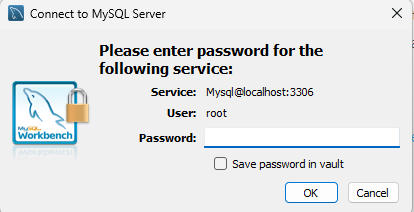 Connect to MySQL Server
Please enter password for the
following service:
Service: Mysql@localhost:3306
User: root
Password:
MySQL
Workbench
Save password in vault
OK Cancel